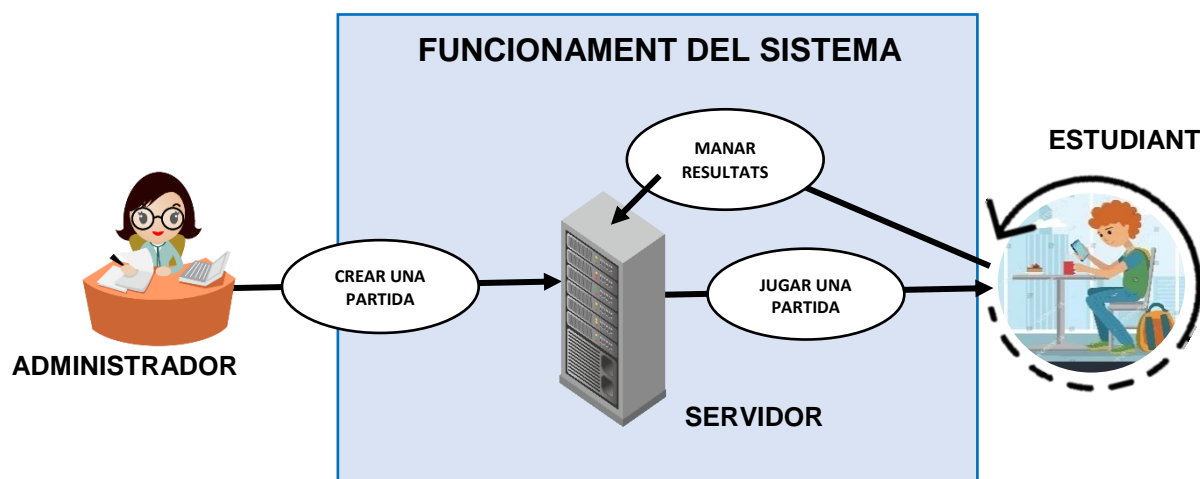 FUNCIONAMENT DEL SISTEMA
MANAR
RESULTATS
ESTUDIANT
CREAR UNA
PARTIDA
JUGAR UNA
PARTIDA
ADMINISTRADOR
SERVIDOR